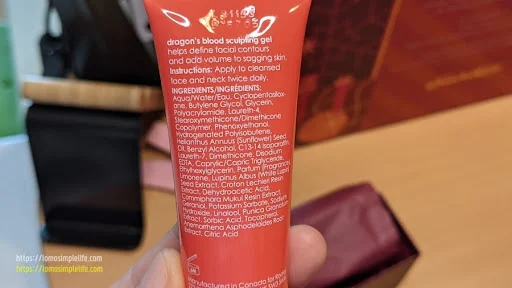 dragon's blood sculpting gel
helps define facial contours
and add volume to sagging skin.
Instructions: Apply to cleansed
face and neck twice daily.
INGREDIENTS/INGRÉDIENTS:
Aqua/Water/Eau, Cyclopentasilox-
ane, Butylene Glycol, Glycerin,
Polyacrylamide, Laureth-4,
Stearoxymethicone/Dimethicone
Copolymer, Phenoxyethanol,
Hydrogenated Polyisobutene,
Helianthus Annuus (Sunflower) Seed
Oil, Benzyl Alcohol, C13-14 Isoparaffin,
Laureth-7, Dimethicone, Disodium
EDTA, Caprylic/Capric Triglyceride,
Ethylhexylglycerin, Parfum (Fragrance),
Limonene, Lupinus Albus (White Lupin)
Seed Extract, Croton Lechleri Resin
Extract, Dehydroacetic Acid,
Commiphora Mukul Resin Extract,
Geraniol, Potassium Sorbate, Sodium
Hydroxide, Linalool, Punica Granatum
Extract, Sorbic Acid, Tocopherol,
Anemarrhena Asphodeloides Root
Extract, Citric Acid
Manufactured in Canada for
https://lomosimplelife.com
https://lomosimplelife.com